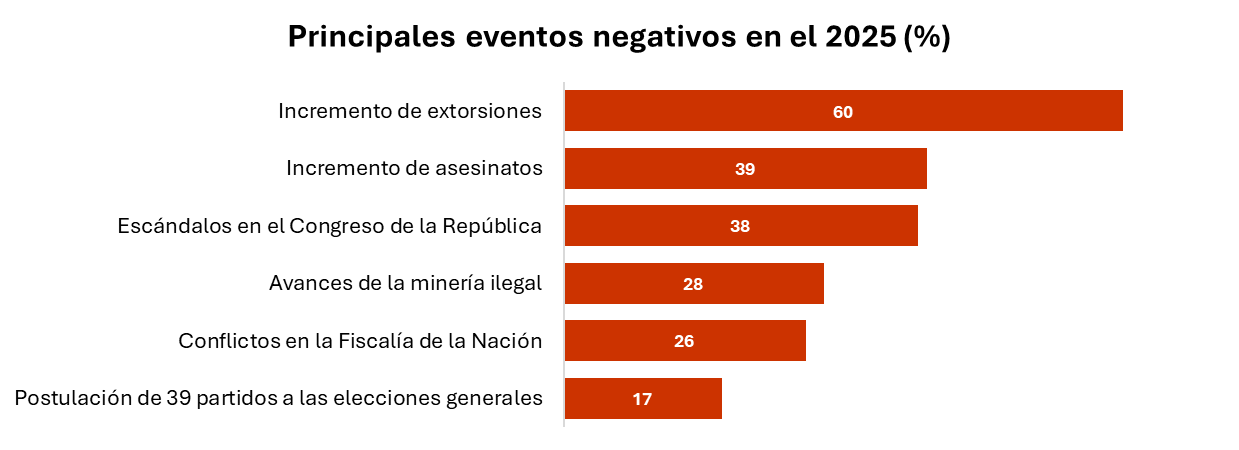 Principales eventos negativos en el 2025 (%)
Incremento de extorsiones 60
Incremento de asesinatos 39
Escándalos en el Congreso de la República 38
Avances de la minería ilegal 28
Conflictos en la Fiscalía de la Nación 26
Postulación de 39 partidos a las elecciones generales 17